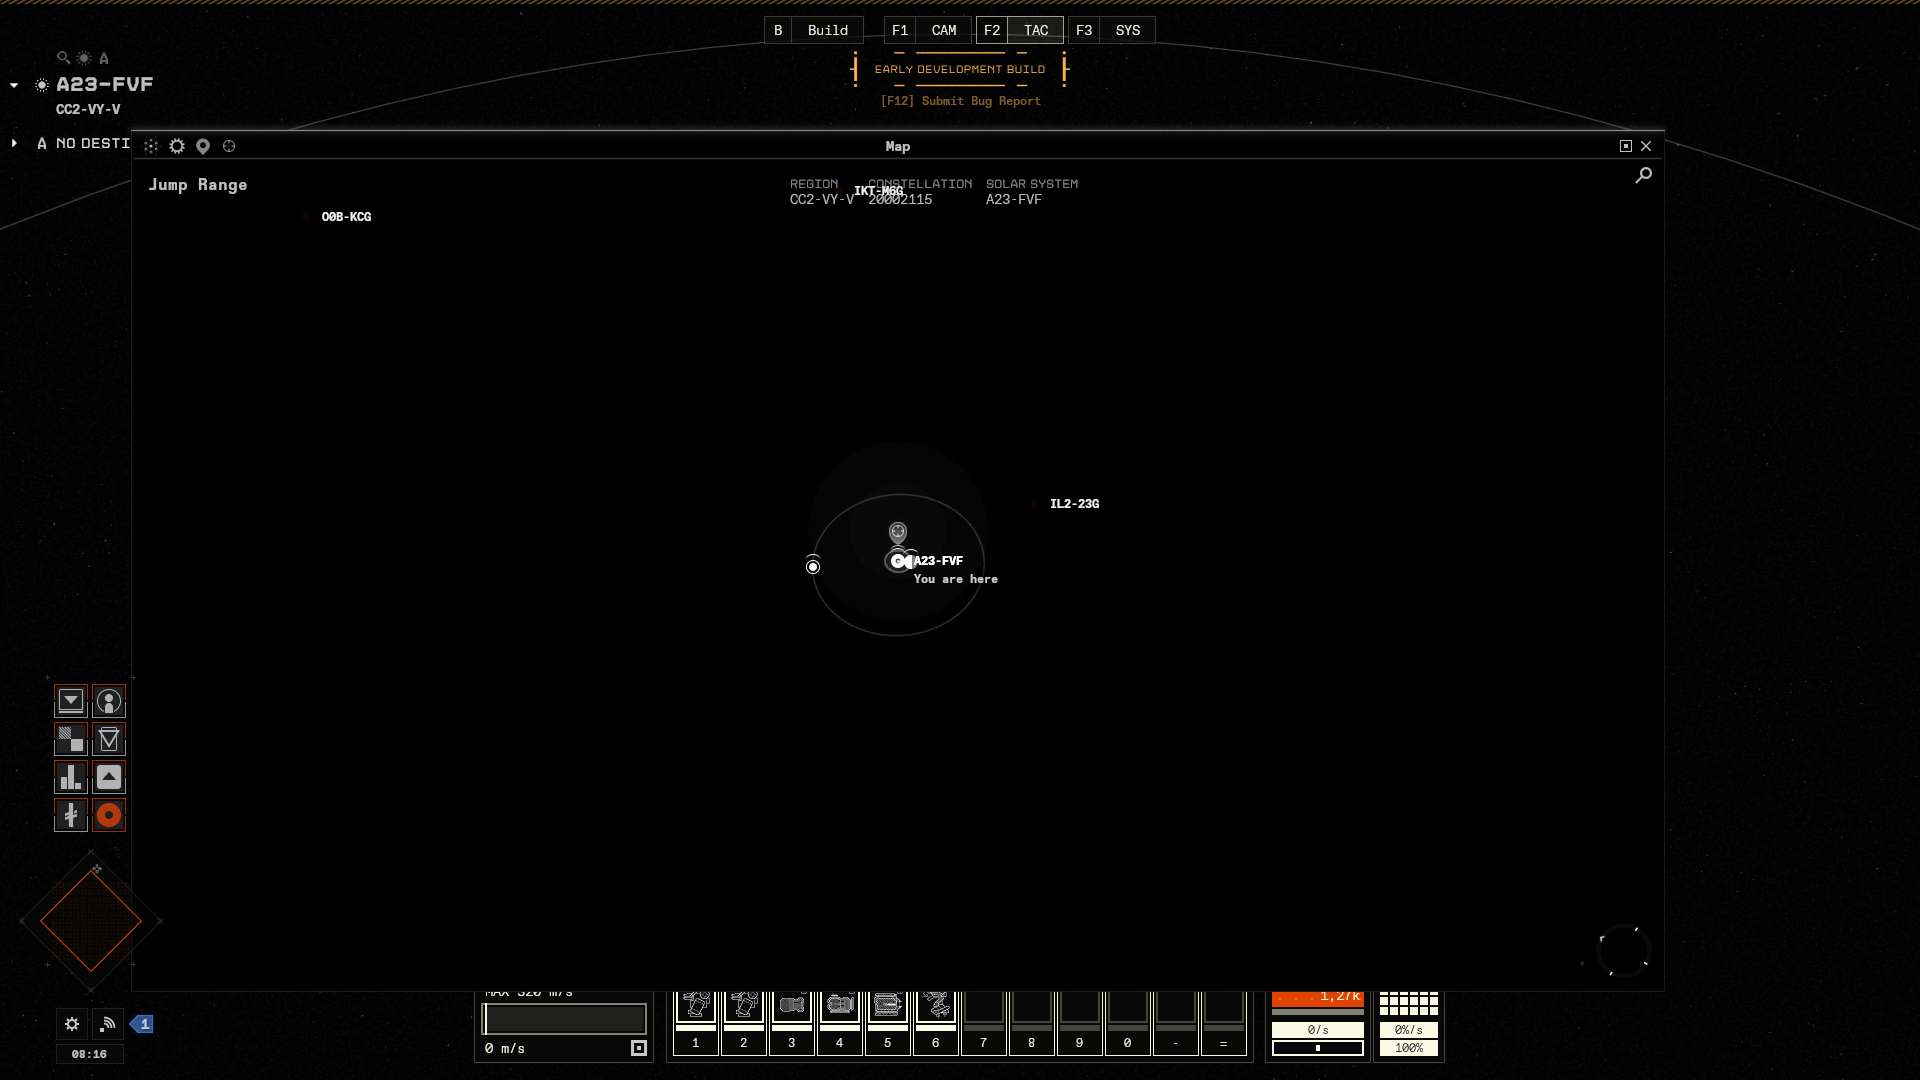 B Build F1 CAM F2 TAC F3 SYS
EARLY DEVELOPMENT BUILD
[F12] Submit Bug Report
A
A23-FVF
CC2-VY-V
A NO DESTI
Map
Jump Range
REGION CONSTELLATION SOLAR SYSTEM
IKT-M6G
CC2-VY-V 20002115 A23-FVF
O0B-KCG
IL2-23G
A23-FVF
You are here
MAX 320 m/s
0 m/s
1 2 3 4 5 6 7 8 9 0 - =
1,27k
0/s
0%/s
100%
1
08:16